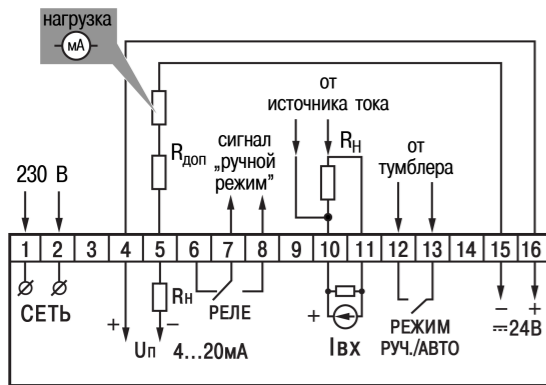 нагрузка
мА
от
источника тока
Rдоп
сигнал
„ручной
режим"
RН
от
тумблера
230 В
1 2 3 4 5 6 7 8 9 10 11 12 13 14 15 16
СЕТЬ
+ Uп −
Rн
4...20мА
РЕЛЕ
+
Iвх
РЕЖИМ
РУЧ./АВТО
− +
⎓24В